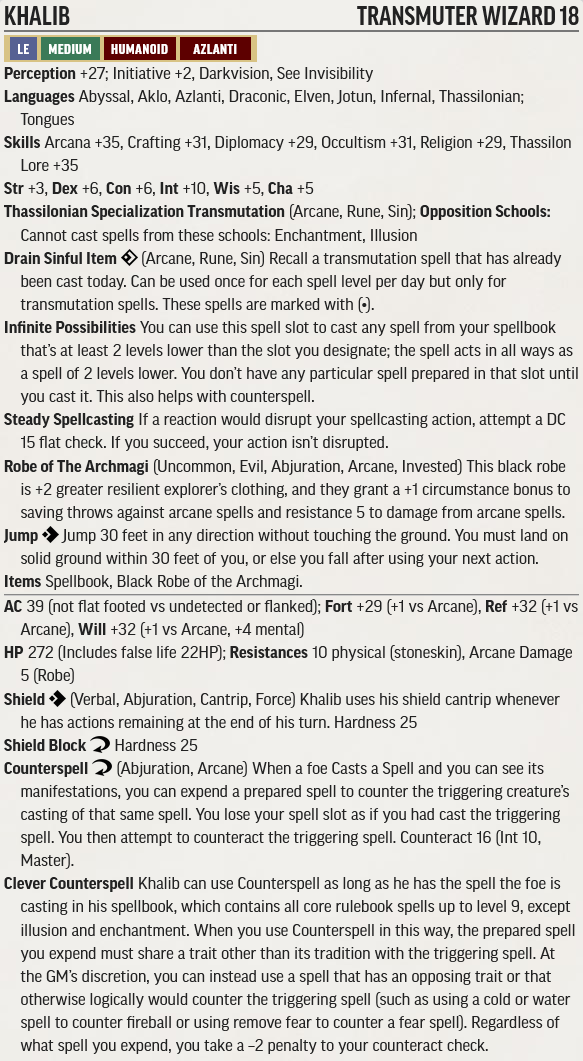 KHALIB TRANSMUTER WIZARD 18
LE MEDIUM HUMANOID AZLANTI
Perception +27; Initiative +2, Darkvision, See Invisibility
Languages Abyssal, Aklo, Azlanti, Draconic, Elven, Jotun, Infernal, Thassilonian;
Tongues
Skills Arcana +35, Crafting +31, Diplomacy +29, Occultism +31, Religion +29, Thassilon
Lore +35
Str +3, Dex +6, Con +6, Int +10, Wis +5, Cha +5
Thassilonian Specialization Transmutation (Arcane, Rune, Sin); Opposition Schools:
Cannot cast spells from these schools: Enchantment, Illusion
Drain Sinful Item (Arcane, Rune, Sin) Recall a transmutation spell that has already
been cast today. Can be used once for each spell level per day but only for
transmutation spells. These spells are marked with (•).
Infinite Possibilities You can use this spell slot to cast any spell from your spellbook
that's at least 2 levels lower than the slot you designate; the spell acts in all ways as
a spell of 2 levels lower. You don't have any particular spell prepared in that slot until
you cast it. This also helps with counterspell.
Steady Spellcasting If a reaction would disrupt your spellcasting action, attempt a DC
15 flat check. If you succeed, your action isn't disrupted.
Robe of The Archmagi (Uncommon, Evil, Abjuration, Arcane, Invested) This black robe
is +2 greater resilient explorer's clothing, and they grant a +1 circumstance bonus to
saving throws against arcane spells and resistance 5 to damage from arcane spells.
Jump Jump 30 feet in any direction without touching the ground. You must land on
solid ground within 30 feet of you, or else you fall after using your next action.
Items Spellbook, Black Robe of the Archmagi.
AC 39 (not flat footed vs undetected or flanked); Fort +29 (+1 vs Arcane), Ref +32 (+1 vs
Arcane), Will +32 (+1 vs Arcane, +4 mental)
HP 272 (Includes false life 22HP); Resistances 10 physical (stoneskin), Arcane Damage
5 (Robe)
Shield (Verbal, Abjuration, Cantrip, Force) Khalib uses his shield cantrip whenever
he has actions remaining at the end of his turn. Hardness 25
Shield Block Hardness 25
Counterspell (Abjuration, Arcane) When a foe Casts a Spell and you can see its
manifestations, you can expend a prepared spell to counter the triggering creature's
casting of that same spell. You lose your spell slot as if you had cast the triggering
spell. You then attempt to counteract the triggering spell. Counteract 16 (Int 10,
Master).
Clever Counterspell Khalib can use Counterspell as long as he has the spell the foe is
casting in his spellbook, which contains all core rulebook spells up to level 9, except
illusion and enchantment. When you use Counterspell in this way, the prepared spell
you expend must share a trait other than its tradition with the triggering spell. At
the GM's discretion, you can instead use a spell that has an opposing trait or that
otherwise logically would counter the triggering spell (such as using a cold or water
spell to counter fireball or using remove fear to counter a fear spell). Regardless of
what spell you expend, you take a –2 penalty to your counteract check.